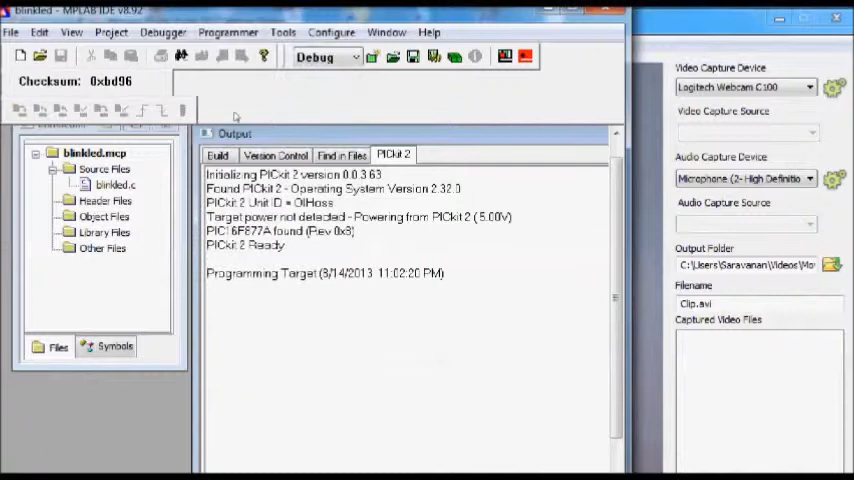 blinkled - MPLAB IDE v8.92
File Edit View Project Debugger Programmer Tools Configure Window Help
Debug
Checksum: 0xbd96
Output
Build Version Control Find in Files PICkit 2
Initializing PICkit 2 version 0.0.3.63
Found PICkit 2 - Operating System Version 2.32.0
PICkit 2 Unit ID = OlHoss
Target power not detected - Powering from PICkit 2 ( 5.00V)
PIC16F877A found (Rev 0x8)
PICkit 2 Ready
Programming Target (8/14/2013 11:02:20 PM)
blinkled.mcp
Source Files
blinkled.c
Header Files
Object Files
Library Files
Other Files
Files Symbols
Video Capture Device
Logitech Webcam C100
Video Capture Source
Audio Capture Device
Microphone (2- High Definitio
Audio Capture Source
Output Folder
C:\Users\Saravanan\Videos\Mov
Filename
Clip.avi
Captured Video Files